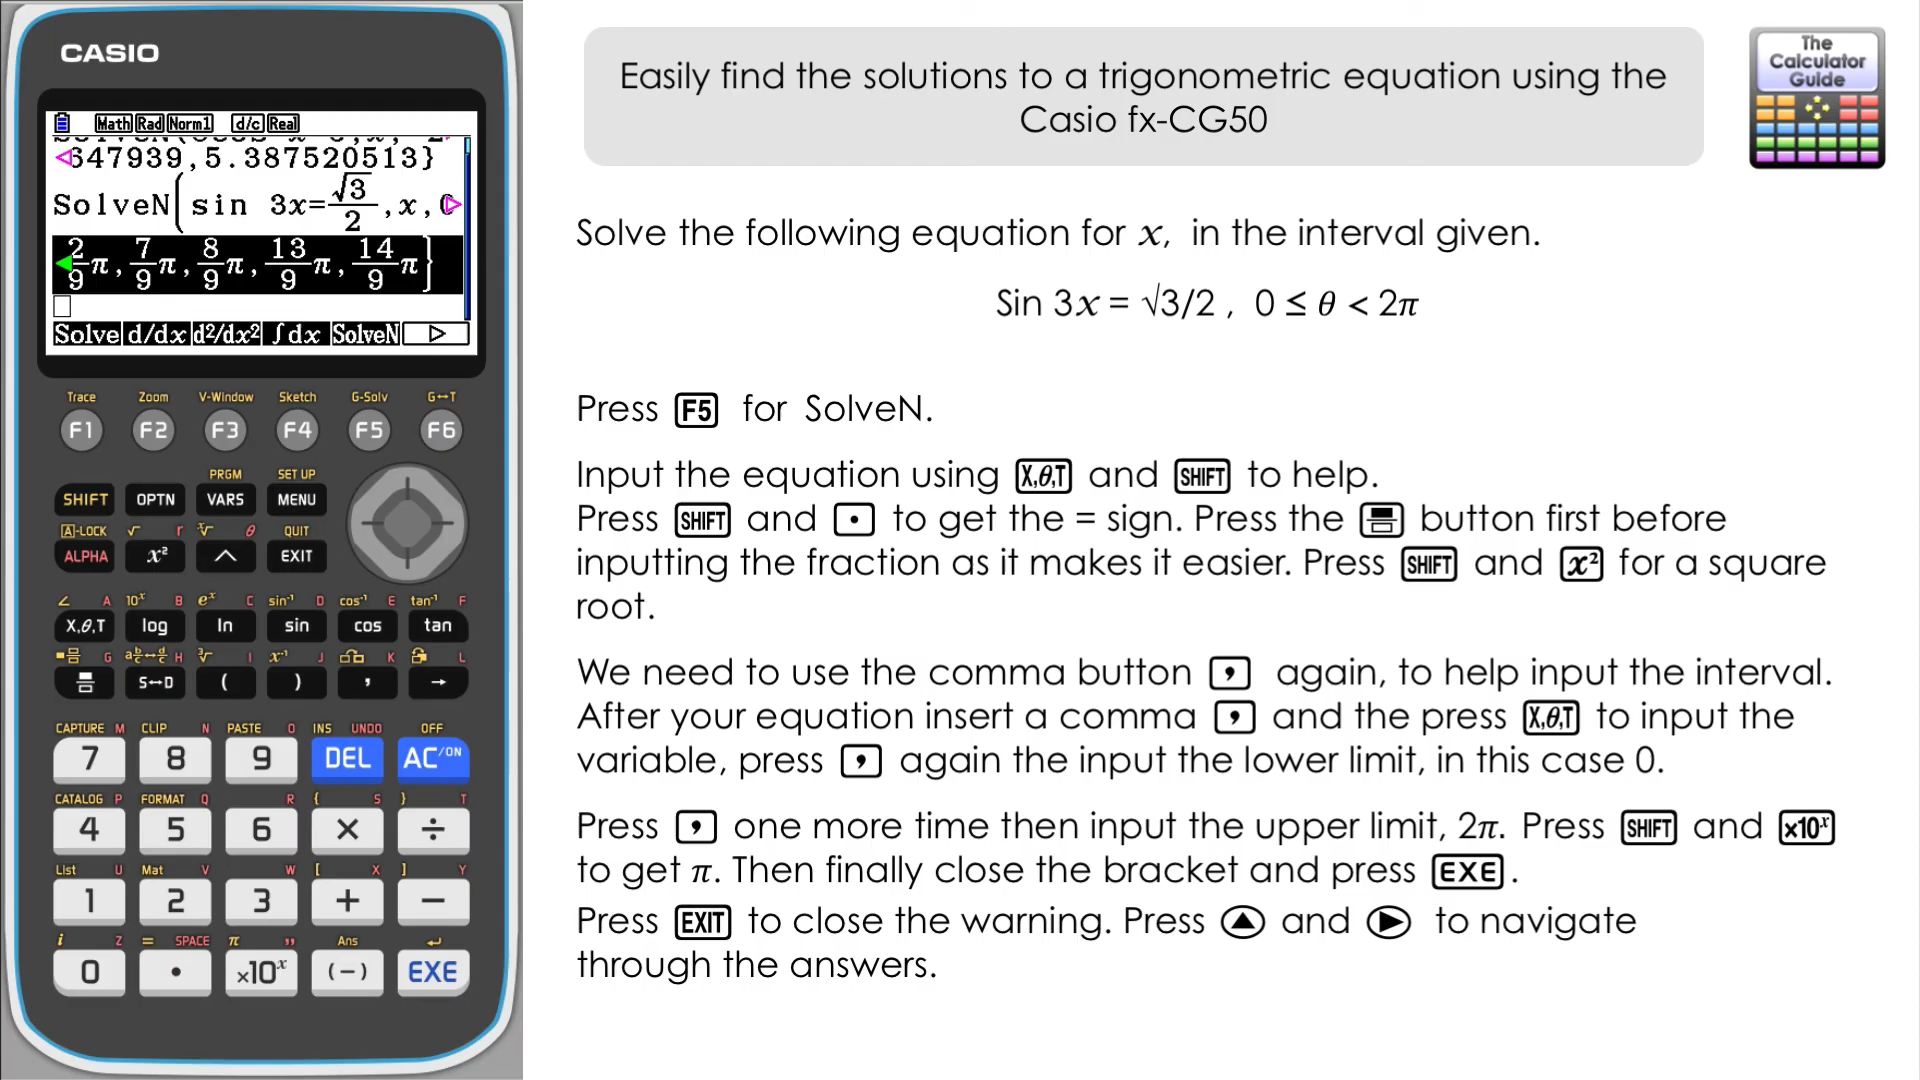 CASIO
Math Rad Norm1 d/c Real
347939,5.387520513}
SolveN(sin 3x=√3/2,x,0
2/9π,7/9π,8/9π,13/9π,14/9π}
Solve d/dx d2/dx2 ∫dx SolveN ▷
Trace Zoom V-Window Sketch G-Solv G↔T
F1 F2 F3 F4 F5 F6
PRGM SET UP
SHIFT OPTN VARS MENU
A-LOCK √ r ˣ√ θ QUIT
ALPHA x² ^ EXIT
∠ A 10ˣ B eˣ C sin⁻¹ D cos⁻¹ E tan⁻¹ F
X,θ,T log ln sin cos tan
G a b/c↔d/c H ³√ I x⁻¹ J K L
S↔D ( ) , →
CAPTURE M CLIP N PASTE O INS UNDO OFF
7 8 9 DEL AC/ON
CATALOG P FORMAT Q R { S } T
4 5 6 × ÷
List U Mat V W [ X ] Y
1 2 3 + −
i Z = SPACE π " Ans ↵
0 • ×10ˣ (−) EXE
Easily find the solutions to a trigonometric equation using the
Casio fx-CG50
The
Calculator
Guide
Solve the following equation for x, in the interval given.
Sin 3x = √3/2 , 0 ≤ θ < 2π
Press F5 for SolveN.
Input the equation using X,θ,T and SHIFT to help.
Press SHIFT and • to get the = sign. Press the button first before
inputting the fraction as it makes it easier. Press SHIFT and x² for a square
root.
We need to use the comma button , again, to help input the interval.
After your equation insert a comma , and the press X,θ,T to input the
variable, press , again the input the lower limit, in this case 0.
Press , one more time then input the upper limit, 2π. Press SHIFT and ×10ˣ
to get π. Then finally close the bracket and press EXE.
Press EXIT to close the warning. Press ▲ and ▶ to navigate
through the answers.